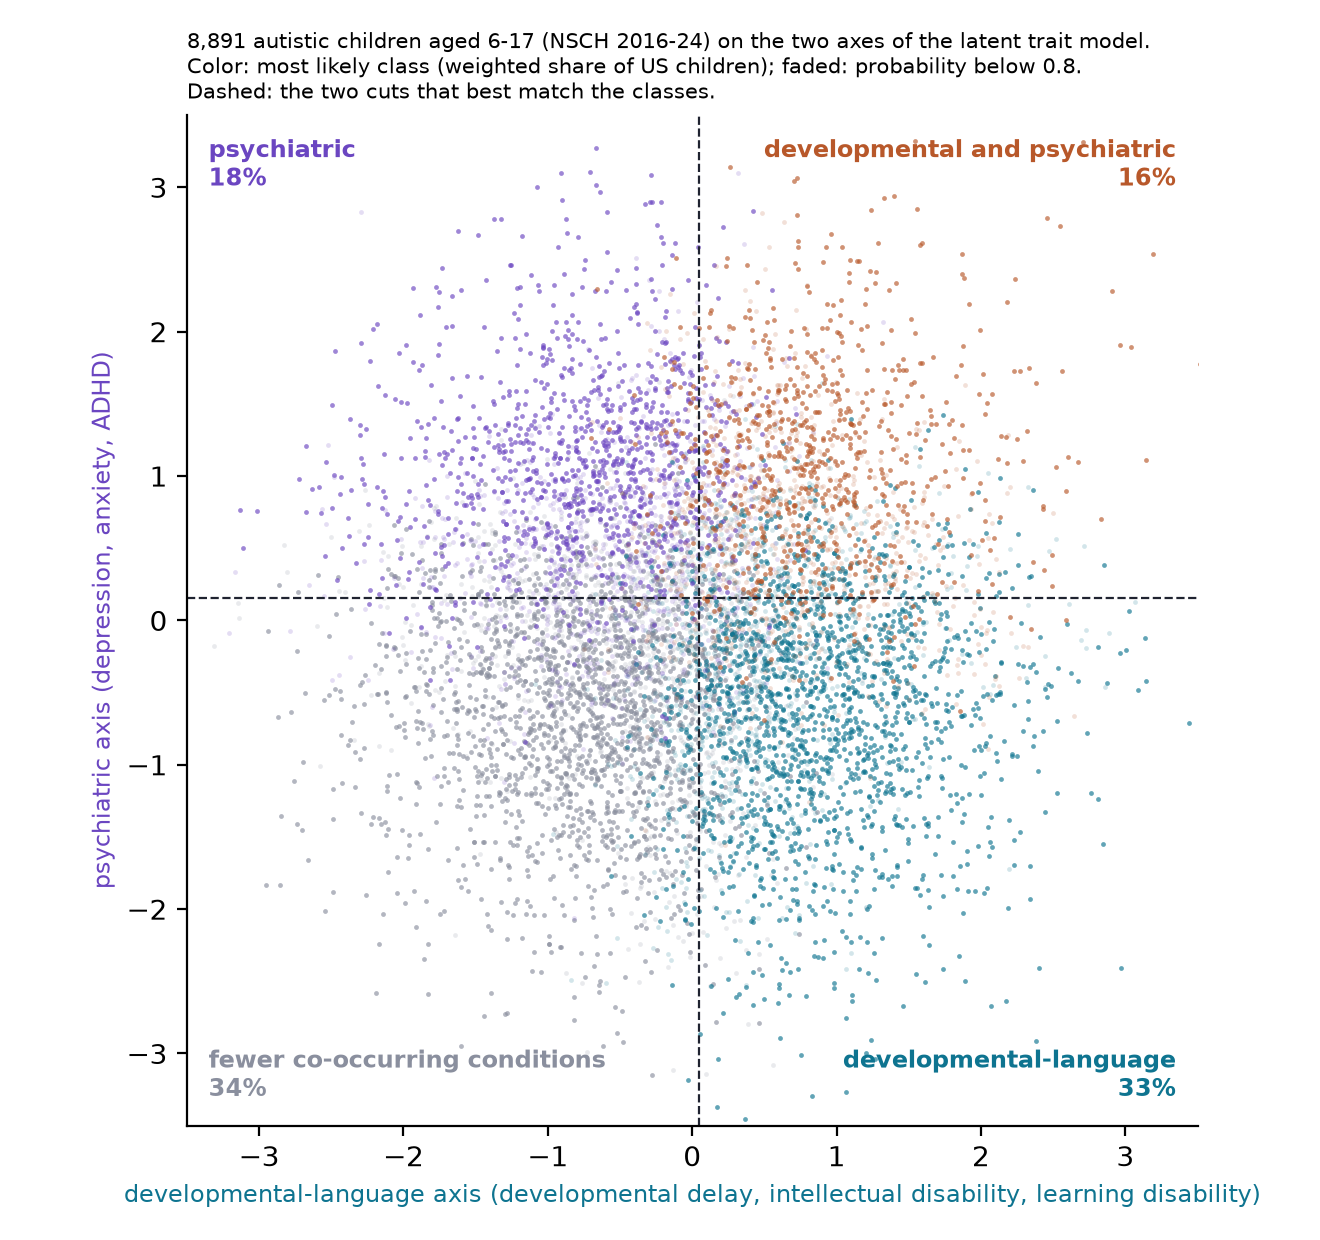 8,891 autistic children aged 6-17 (NSCH 2016-24) on the two axes of the latent trait model.
Color: most likely class (weighted share of US children); faded: probability below 0.8.
Dashed: the two cuts that best match the classes.
psychiatric
18%
developmental and psychiatric
16%
psychiatric axis (depression, anxiety, ADHD)
3
2
1
0
−1
−2
−3
fewer co-occurring conditions
34%
developmental-language
33%
−3 −2 −1 0 1 2 3
developmental-language axis (developmental delay, intellectual disability, learning disability)